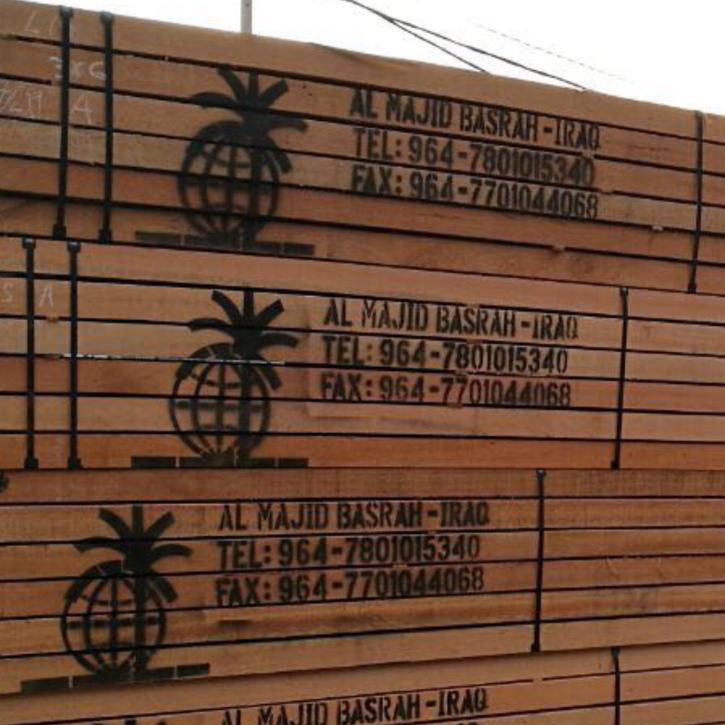 3X6
A
AL MAJID BASRAH-IRAQ
TEL: 964-7801015340
FAX: 964-7701044068
S A
AL MAJID BASRAH-IRAQ
TEL: 964-7801015340
FAX: 964-7701044068
AL MAJID BASRAH-IRAQ
TEL: 964-7801015340
FAX: 964-7701044068
AL MAJID BASRAH-IRAQ